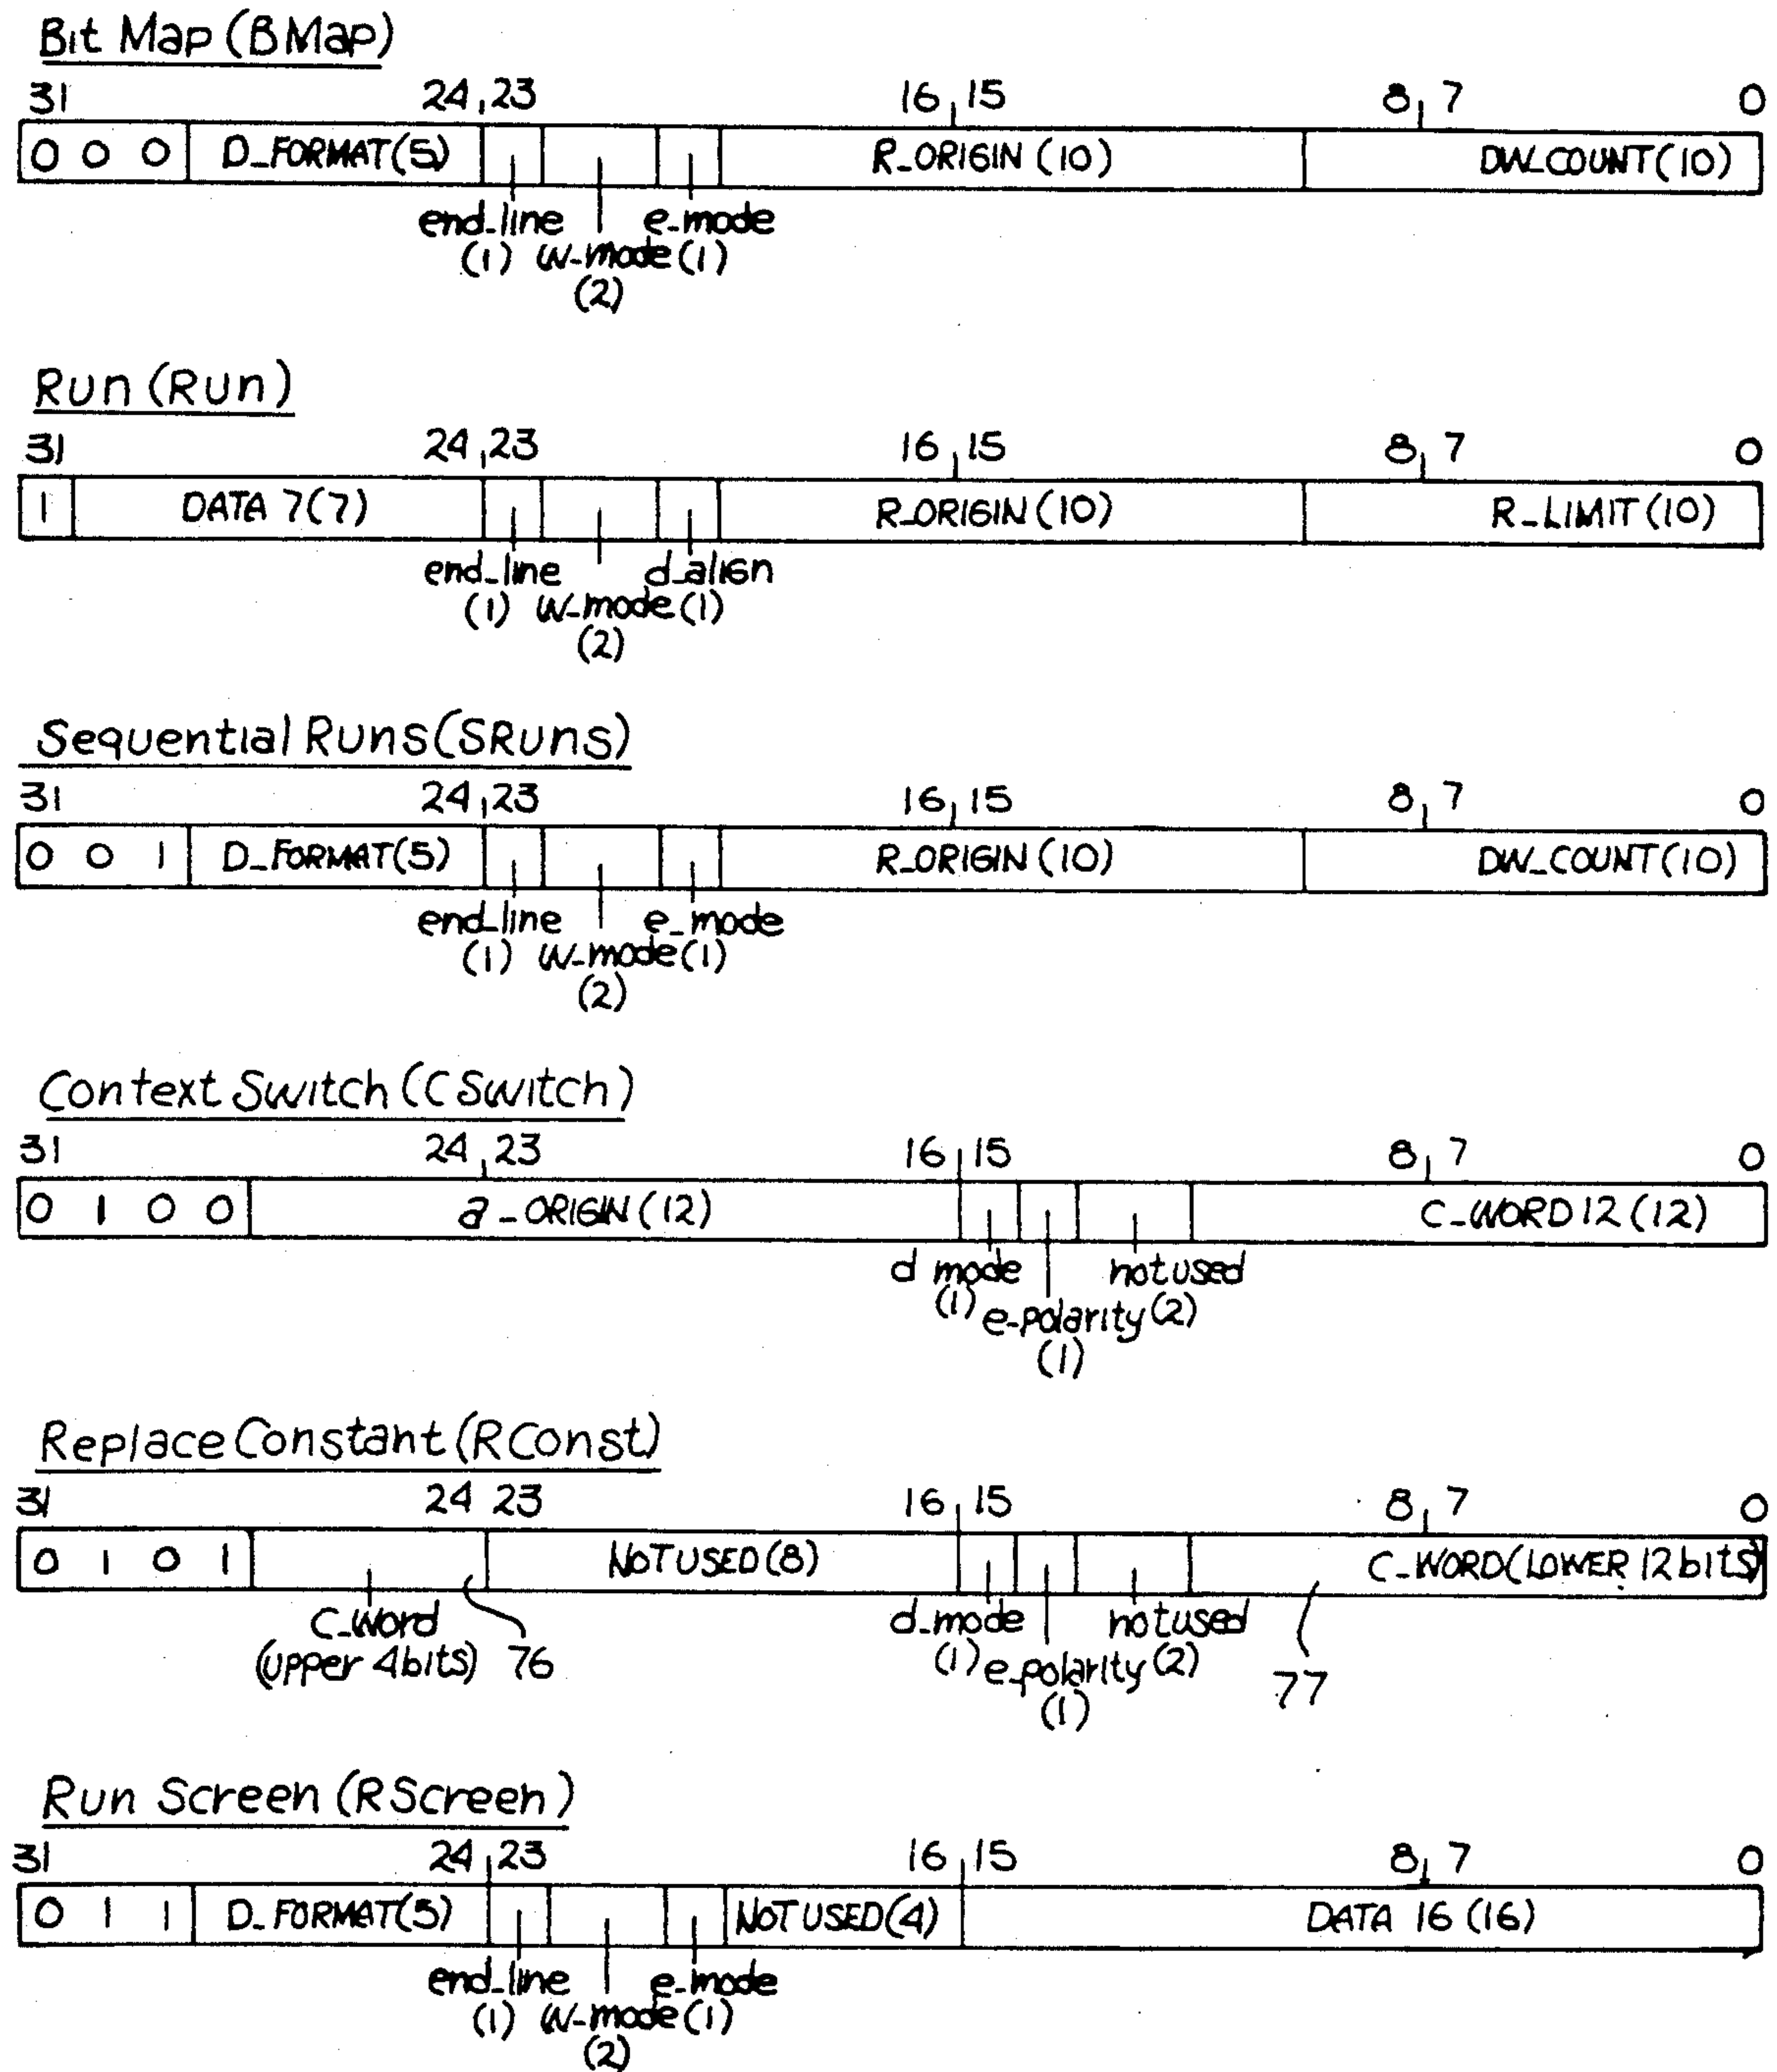 Bit Map (BMap)
31 24 23 16 15 8 7 0
0 0 0 D_FORMAT(5) R_ORIGIN (10) DW_COUNT(10)
end_line e_mode
(1) w_mode (1)
(2)
Run (Run)
31 24 23 16 15 8 7 0
1 DATA 7(7) R_ORIGIN (10) R_LIMIT (10)
end_line d_align
(1) w_mode (1)
(2)
Sequential Runs (SRuns)
31 24 23 16 15 8 7 0
0 0 1 D_FORMAT(5) R_ORIGIN (10) DW_COUNT(10)
end_line e_mode
(1) w_mode (1)
(2)
Context Switch (CSwitch)
31 24 23 16 15 8 7 0
0 1 0 0 a_ORIGIN (12) C_WORD 12 (12)
d mode not used
(1) e-polarity (2)
(1)
Replace Constant (RConst)
31 24 23 16 15 8 7 0
0 1 0 1 NOT USED (8) C_WORD (LOWER 12 bits)
C_Word d_mode not used
(upper 4 bits) 76 (1) e-polarity (2) 77
(1)
Run Screen (RScreen)
31 24 23 16 15 8 7 0
0 1 1 D_FORMAT(5) NOT USED (4) DATA 16 (16)
end_line e-mode
(1) w-mode (1)
(2)